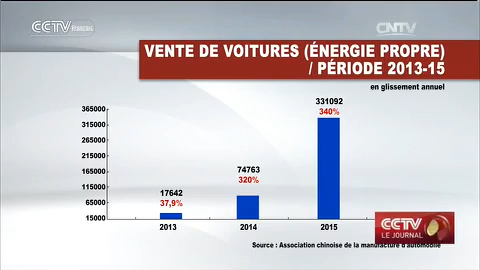 CCTV français
CNTV
VENTE DE VOITURES (ÉNERGIE PROPRE)
/ PÉRIODE 2013-15
en glissement annuel
365000
315000
265000
215000
165000
115000
65000
15000
17642
37,9%
2013
74763
320%
2014
331092
340%
2015
CCTV
LE JOURNAL
Source : Association chinoise de la manufacture d'automobile